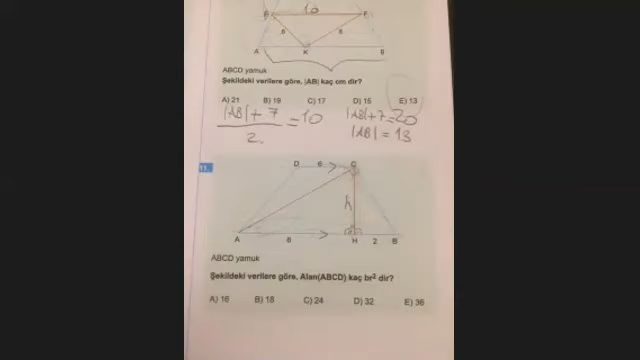 10
E F
6 6
A K B
ABCD yamuk
Şekildeki verilere göre, |AB| kaç cm dir?
A) 21 B) 19 C) 17 D) 15 E) 13
|AB| + 7 / 2 = 10 |AB| + 7 = 20
|AB| = 13
11.
D 6 C
h
A 8 H 2 B
ABCD yamuk
Şekildeki verilere göre, Alan(ABCD) kaç br² dir?
A) 16 B) 18 C) 24 D) 32 E) 36